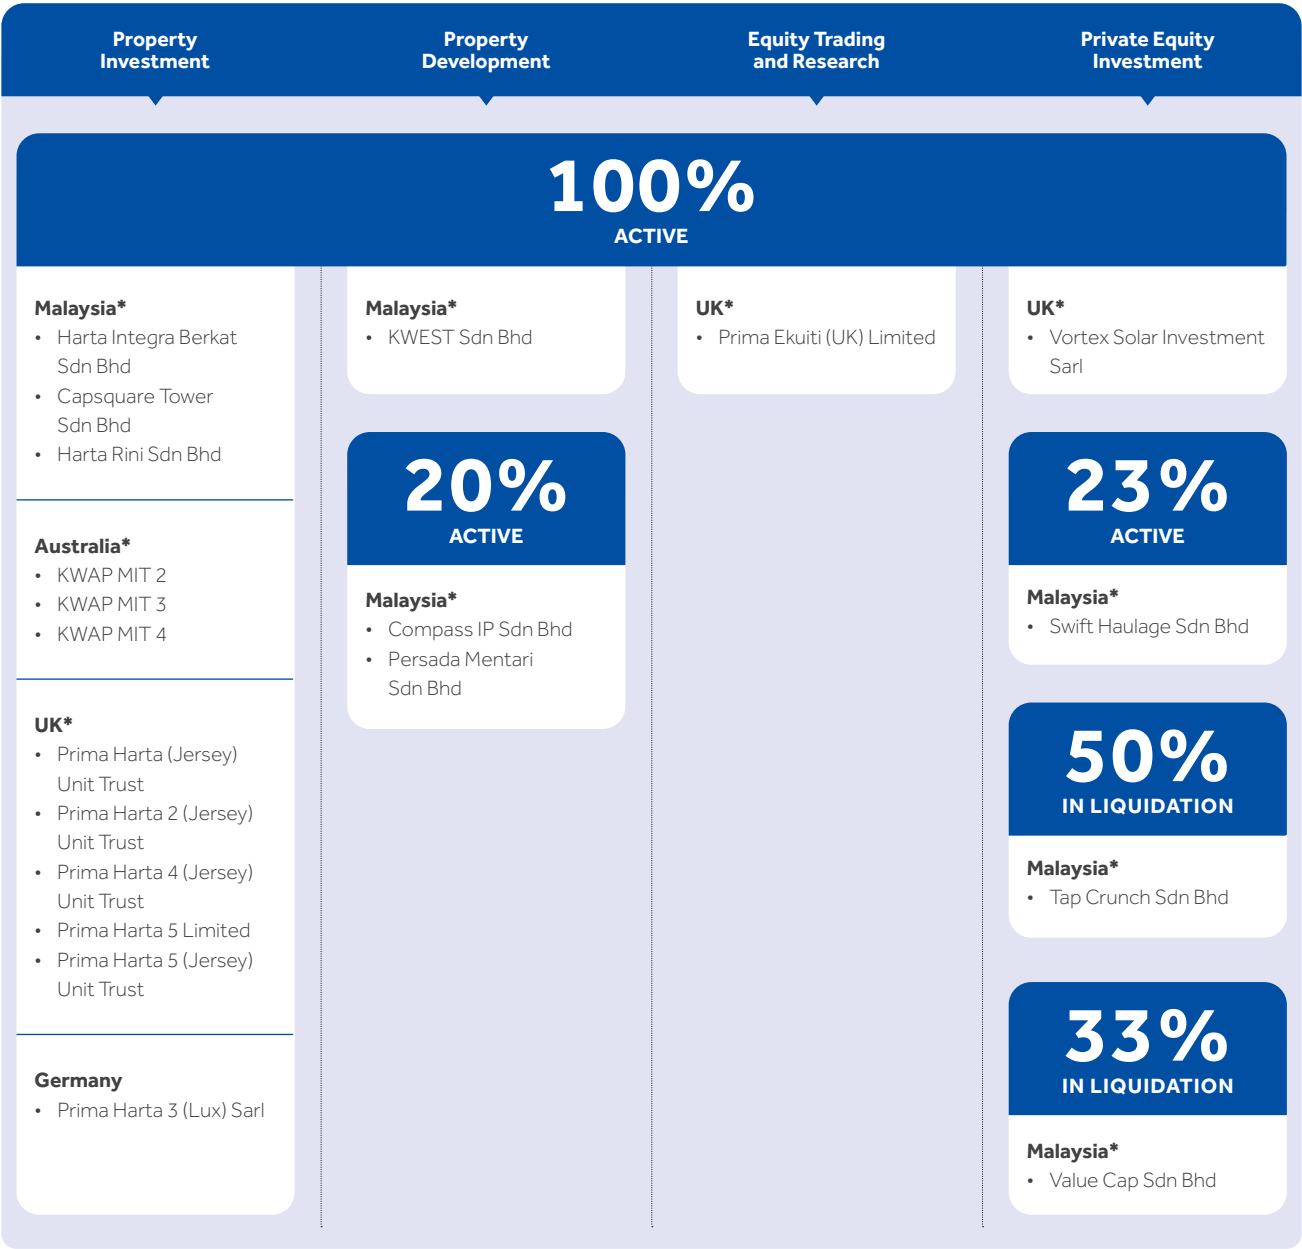 Property
Investment
Property
Development
Equity Trading
and Research
Private Equity
Investment
100%
ACTIVE
Malaysia*
• Harta Integra Berkat
Sdn Bhd
• Capsquare Tower
Sdn Bhd
• Harta Rini Sdn Bhd
Australia*
• KWAP MIT 2
• KWAP MIT 3
• KWAP MIT 4
UK*
• Prima Harta (Jersey)
Unit Trust
• Prima Harta 2 (Jersey)
Unit Trust
• Prima Harta 4 (Jersey)
Unit Trust
• Prima Harta 5 Limited
• Prima Harta 5 (Jersey)
Unit Trust
Germany
• Prima Harta 3 (Lux) Sarl
Malaysia*
• KWEST Sdn Bhd
20%
ACTIVE
Malaysia*
• Compass IP Sdn Bhd
• Persada Mentari
Sdn Bhd
UK*
• Prima Ekuiti (UK) Limited
UK*
• Vortex Solar Investment
Sarl
23%
ACTIVE
Malaysia*
• Swift Haulage Sdn Bhd
50%
IN LIQUIDATION
Malaysia*
• Tap Crunch Sdn Bhd
33%
IN LIQUIDATION
Malaysia*
• Value Cap Sdn Bhd